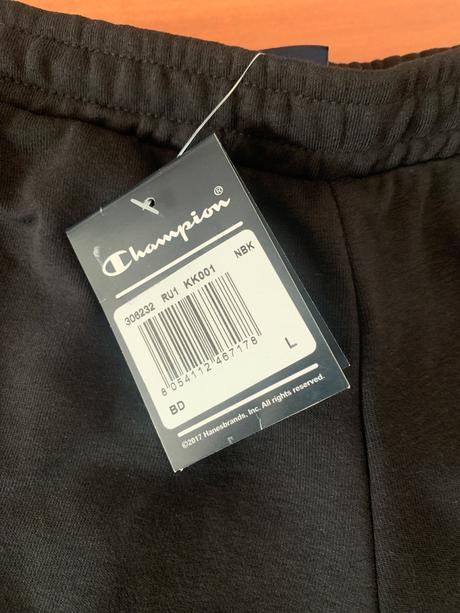 Champion®
306232 RU1 KK001 NBK
8 054112 467178
BD L
©2017 Hanesbrands, Inc. All rights reserved.